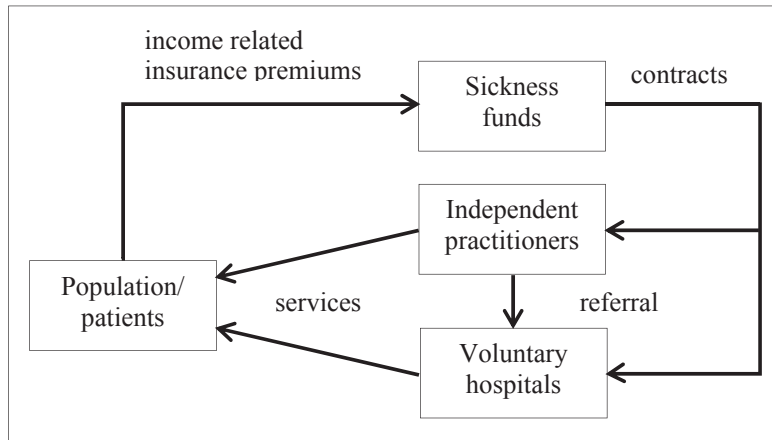 income related
insurance premiums
Sickness
funds
contracts
Independent
practitioners
Population/
patients
services
referral
Voluntary
hospitals